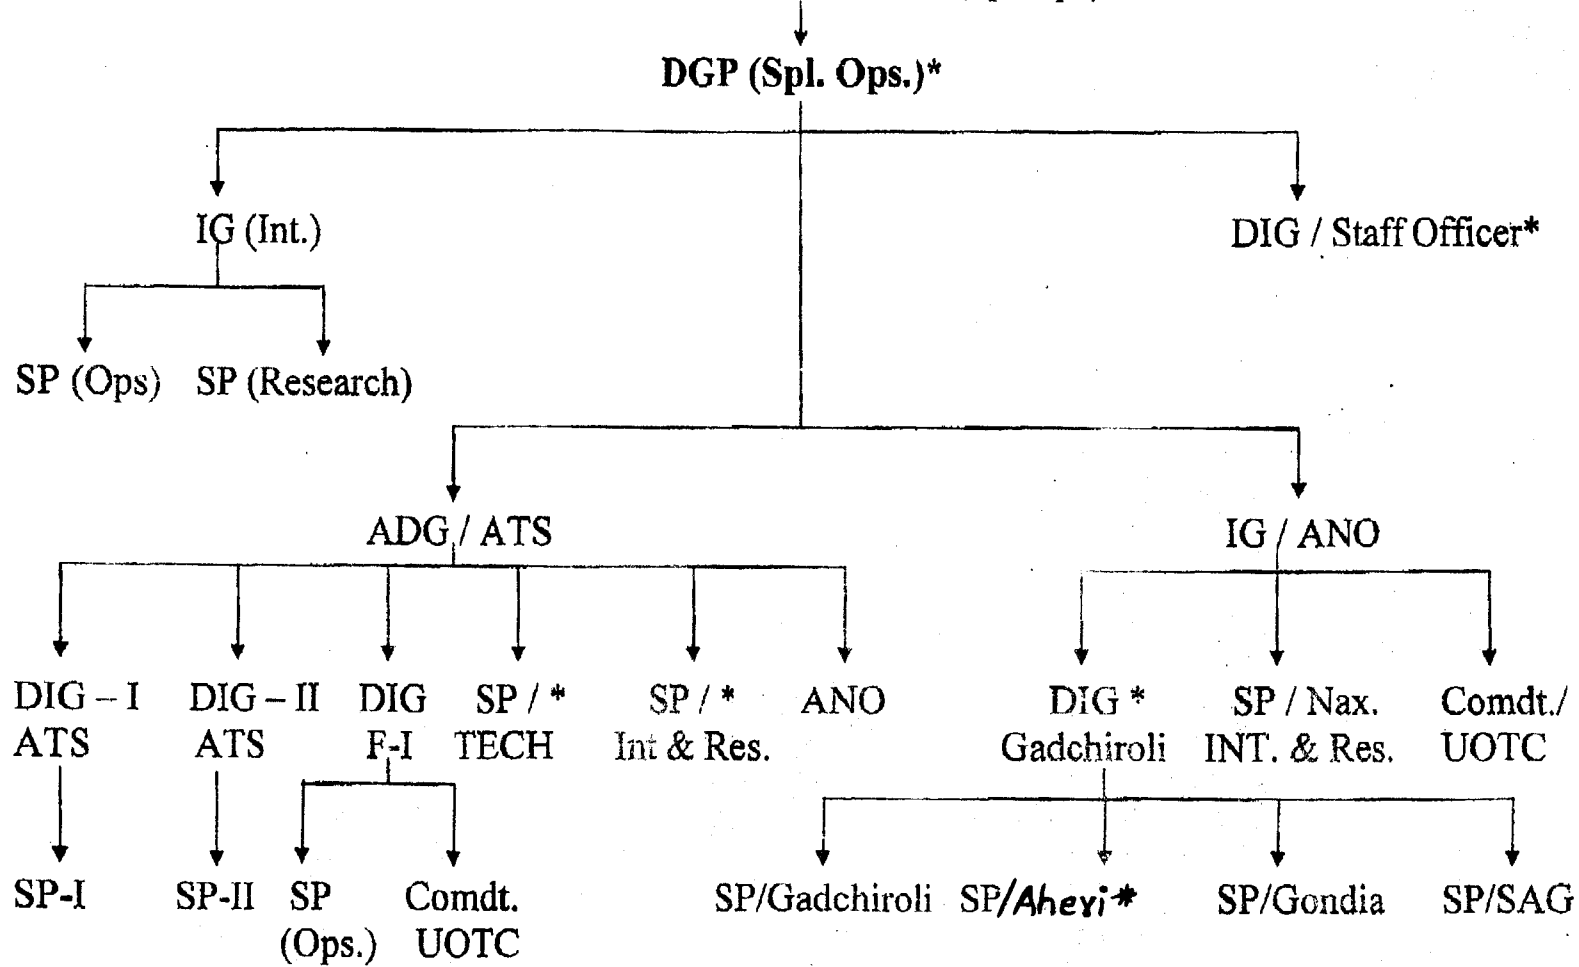 DGP (Spl. Ops.)*
IG (Int.)
DIG / Staff Officer*
SP (Ops)
SP (Research)
ADG / ATS
IG / ANO
DIG – I
ATS
DIG – II
ATS
DIG
F-I
SP / *
TECH
SP / *
Int & Res.
ANO
DIG *
Gadchiroli
SP / Nax.
INT. & Res.
Comdt./
UOTC
SP-I
SP-II
SP
(Ops.)
Comdt.
UOTC
SP/Gadchiroli
SP/Aheri*
SP/Gondia
SP/SAG